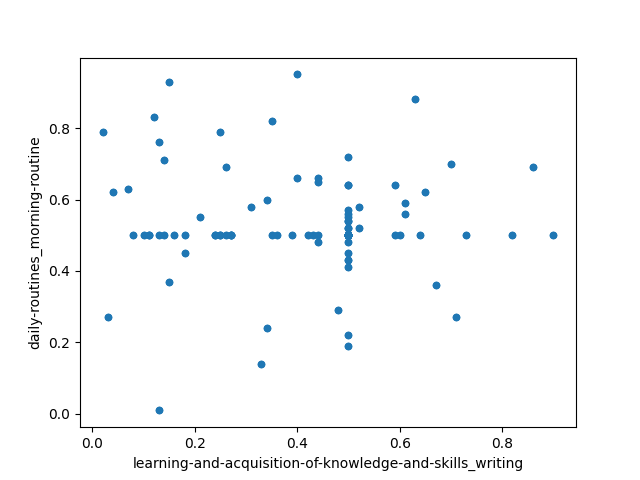 0.8
0.6
0.4
0.2
0.0
daily-routines_morning-routine
0.0 0.2 0.4 0.6 0.8
learning-and-acquisition-of-knowledge-and-skills_writing